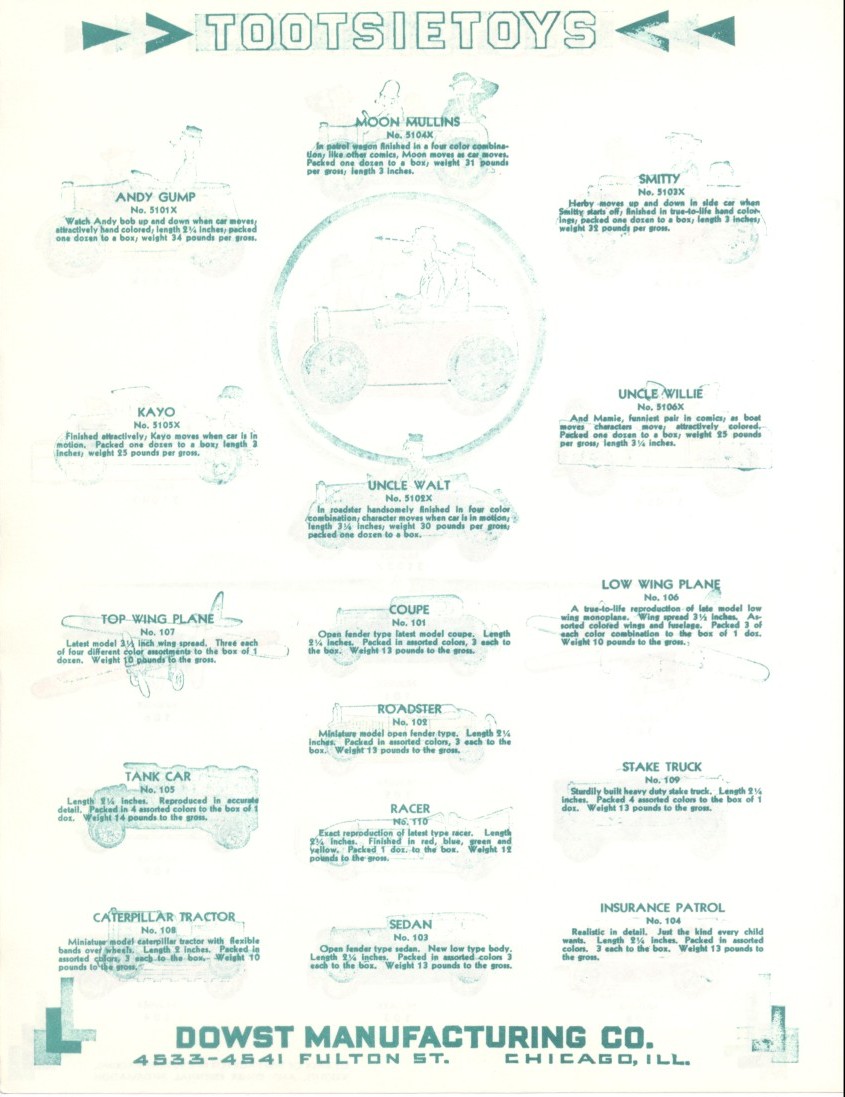 TOOTSIETOYS
MOON MULLINS
No. 5104X
In patrol wagon finished in a four color combina-
tion; like other comics, Moon moves as car moves.
Packed one dozen to a box; weight 31 pounds
per gross; length 3 inches.
ANDY GUMP
No. 5101X
Watch Andy bob up and down when car moves;
attractively hand colored; length 2¾ inches; packed
one dozen to a box; weight 34 pounds per gross.
SMITTY
No. 5103X
Herby moves up and down in side car when
Smitty starts off; finished in true-to-life hand color-
ings; packed one dozen to a box; length 3 inches;
weight 32 pounds per gross.
KAYO
No. 5105X
Finished attractively; Kayo moves when car is in
motion. Packed one dozen to a box; length 3
inches; weight 25 pounds per gross.
UNCLE WILLIE
No. 5106X
And Mamie, funniest pair in comics; as boat
moves characters move; attractively colored.
Packed one dozen to a box; weight 25 pounds
per gross; length 3½ inches.
UNCLE WALT
No. 5102X
In roadster handsomely finished in four color
combination; character moves when car is in motion;
length 3¼ inches; weight 30 pounds per gross;
packed one dozen to a box.
TOP WING PLANE
No. 107
Latest model 3½ inch wing spread. Three each
of four different color assortments to the box of 1
dozen. Weight 10 pounds to the gross.
COUPE
No. 101
Open fender type latest model coupe. Length
2¼ inches. Packed in assorted colors, 3 each to
the box. Weight 13 pounds to the gross.
LOW WING PLANE
No. 106
A true-to-life reproduction of late model low
wing monoplane. Wing spread 3½ inches. As-
sorted colored wings and fuselage. Packed 3 of
each color combination to the box of 1 doz.
Weight 10 pounds to the gross.
ROADSTER
No. 102
Miniature model open fender type. Length 2¼
inches. Packed in assorted colors, 3 each to the
box. Weight 13 pounds to the gross.
TANK CAR
No. 105
Length 2¼ inches. Reproduced in accurate
detail. Packed in 4 assorted colors to the box of 1
doz. Weight 14 pounds to the gross.
STAKE TRUCK
No. 109
Sturdily built heavy duty stake truck. Length 2¼
inches. Packed 4 assorted colors to the box of 1
doz. Weight 13 pounds to the gross.
RACER
No. 110
Exact reproduction of latest type racer. Length
2½ inches. Finished in red, blue, green and
yellow. Packed 1 doz. to the box. Weight 12
pounds to the gross.
CATERPILLAR TRACTOR
No. 108
Miniature model caterpillar tractor with flexible
bands over wheels. Length 2 inches. Packed in
assorted colors, 3 each to the box. Weight 10
pounds to the gross.
SEDAN
No. 103
Open fender type sedan. New low type body.
Length 2¼ inches. Packed in assorted colors 3
each to the box. Weight 13 pounds to the gross.
INSURANCE PATROL
No. 104
Realistic in detail. Just the kind every child
wants. Length 2¼ inches. Packed in assorted
colors. 3 each to the box. Weight 13 pounds to
the gross.
DOWST MANUFACTURING CO.
4533-4541 FULTON ST. CHICAGO, ILL.